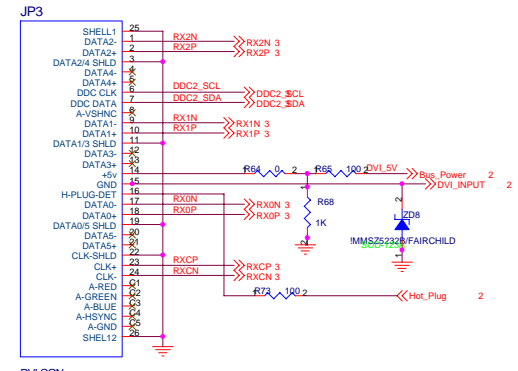 JP3
SHELL1 25
DATA2- 1 RX2N RX2N 3
DATA2+ 2 RX2P RX2P 3
DATA2/4 SHLD 3
DATA4- 4
DATA4+ 5
DDC CLK 6 DDC2_SCL DDC2_SCL 3
DDC DATA 7 DDC2_SDA DDC2_SDA 3
A-VSHNC 8
DATA1- 9 RX1N RX1N 3
DATA1+ 10 RX1P RX1P 3
DATA1/3 SHLD 11
DATA3- 12
DATA3+ 13
+5v 14 R64 0 2 R65 100 2 DVI_5V Bus_Power 2
GND 15 DVI_INPUT 2
H-PLUG-DET 16 1 2
DATA0- 17 RX0N RX0N 3 R68 ZD8
DATA0+ 18 RX0P RX0P 3 1K
DATA0/5 SHLD 19 !MMSZ5232B/FAIRCHILD
DATA5- 20 2 1
DATA5+ 21
CLK-SHLD 22
CLK+ 23 RXCP RXCP 3
CLK- 24 RXCN RXCN 3
A-RED C1
A-GREEN C2 R73 100 2 Hot_Plug 2
A-BLUE C3
A-HSYNC C4
A-GND C5
SHEL12 26